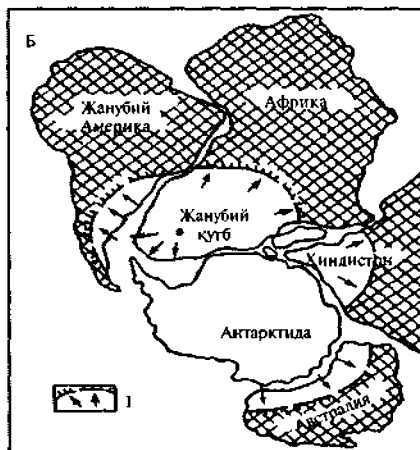 Б
Жанубий
Америка
Африка
Жанубий
қутб
Ҳиндистон
Антарктида
Австралия
1